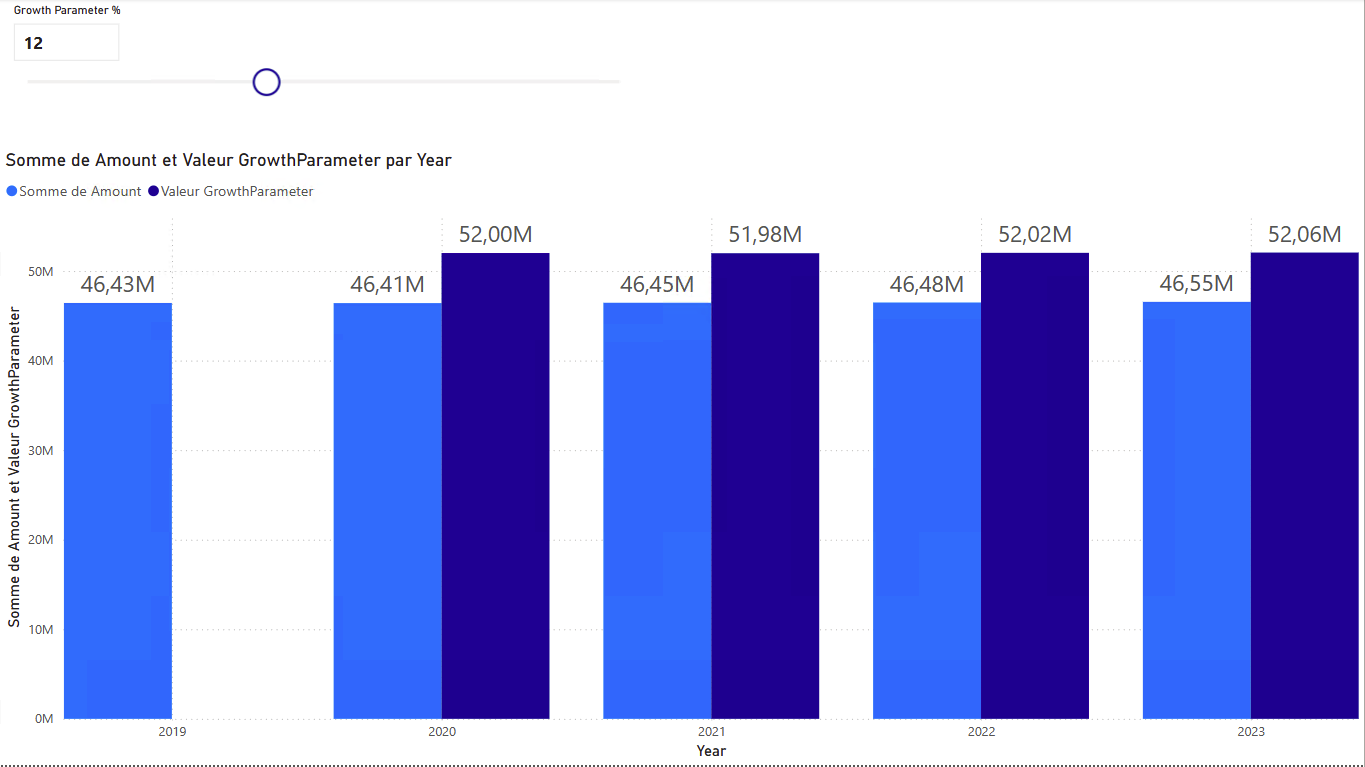 Growth Parameter %
12
Somme de Amount et Valeur GrowthParameter par Year
Somme de Amount Valeur GrowthParameter
Somme de Amount et Valeur GrowthParameter
52,00M 51,98M 52,02M 52,06M
50M
46,43M 46,41M 46,45M 46,48M 46,55M
40M
30M
20M
10M
0M
2019 2020 2021 2022 2023
Year